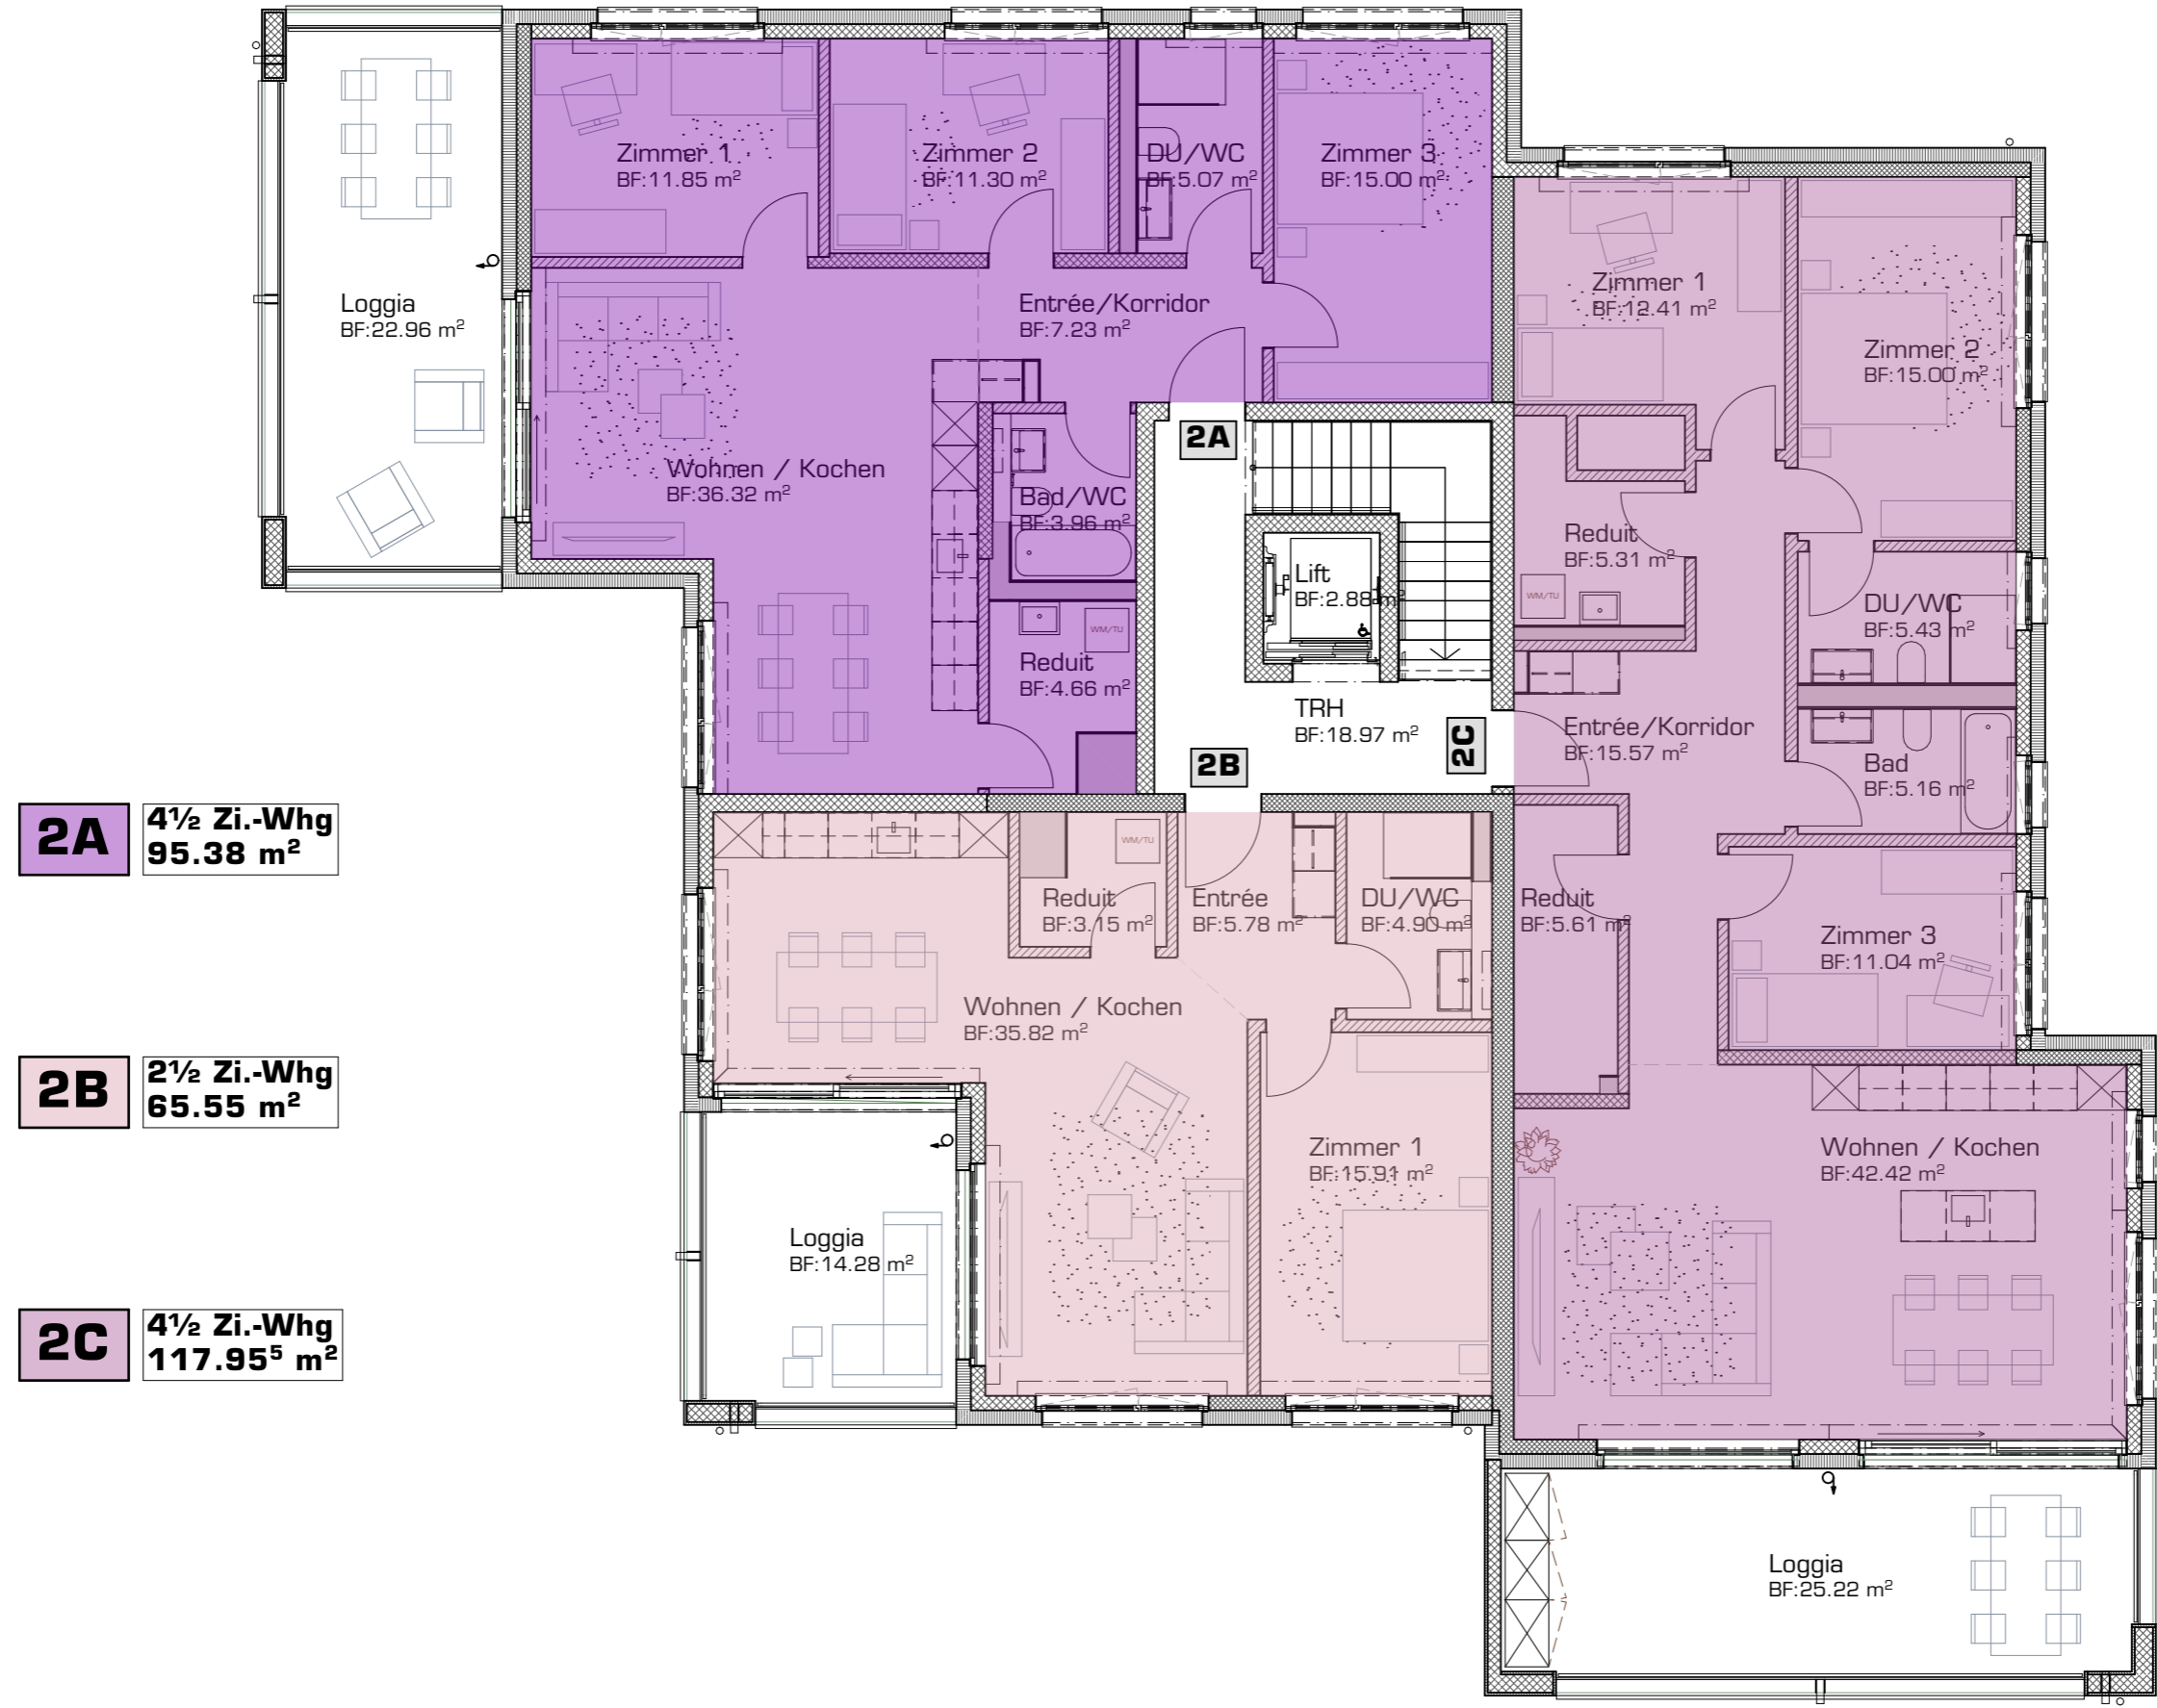 Zimmer 1
BF:11.85 m²
Zimmer 2
BF:11.30 m²
DU/WC
BF:5.07 m²
Zimmer 3
BF:15.00 m²
Loggia
BF:22.96 m²
Entrée/Korridor
BF:7.23 m²
Zimmer 1
BF:12.41 m²
Zimmer 2
BF:15.00 m²
2A
Wohnen / Kochen
BF:36.32 m²
Bad/WC
BF:3.96 m²
Reduit
BF:5.31 m²
WM/TU
Lift
BF:2.88 m²
DU/WC
BF:5.43 m²
WM/TU
Reduit
BF:4.66 m²
TRH
BF:18.97 m²
2B
2C
Entrée/Korridor
BF:15.57 m²
Bad
BF:5.16 m²
2A
4½ Zi.-Whg
95.38 m²
WM/TU
Reduit
BF:3.15 m²
Entrée
BF:5.78 m²
DU/WC
BF:4.90 m²
Reduit
BF:5.61 m²
Zimmer 3
BF:11.04 m²
Wohnen / Kochen
BF:35.82 m²
2B
2½ Zi.-Whg
65.55 m²
Zimmer 1
BF:15.91 m²
Wohnen / Kochen
BF:42.42 m²
Loggia
BF:14.28 m²
2C
4½ Zi.-Whg
117.95⁵ m²
Loggia
BF:25.22 m²